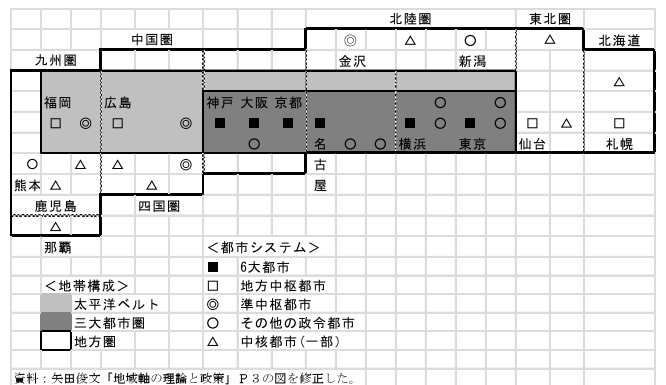 北陸圏 東北圏
中国圏 ◎ △ ○ △ 北海道
九州圏 金沢 新潟
△
福岡 広島 神戸 大阪 京都 ○ ○
□ ◎ □ ◎ ■ ■ ■ ■ ■ ○ ■ ○ □ △ □
○ 名 ○ ○ 横浜 東京 仙台 札幌
○ △ △ ◎ 古
熊本 △ △ 屋
鹿児島 四国圏
△
那覇 <都市システム>
■ 6大都市
<地帯構成> □ 地方中枢都市
太平洋ベルト ◎ 準中枢都市
三大都市圏 ○ その他の政令都市
地方圏 △ 中核都市(一部)
資料:矢田俊文「地域軸の理論と政策」P3の図を修正した。